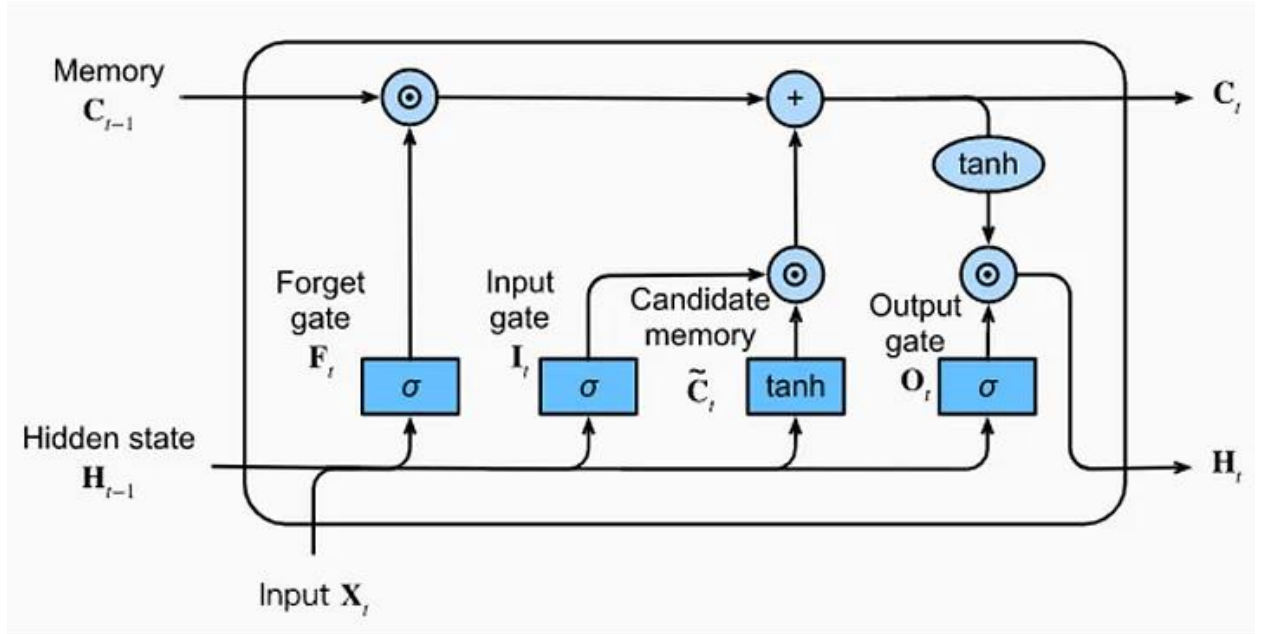 Memory
C_{t−1}
⊙
+
C_t
tanh
Forget
gate
F_t
σ
Input
gate
I_t
σ
Candidate
memory
C̃_t
tanh
⊙
Output
gate
O_t
σ
⊙
Hidden state
H_{t−1}
H_t
Input X_t